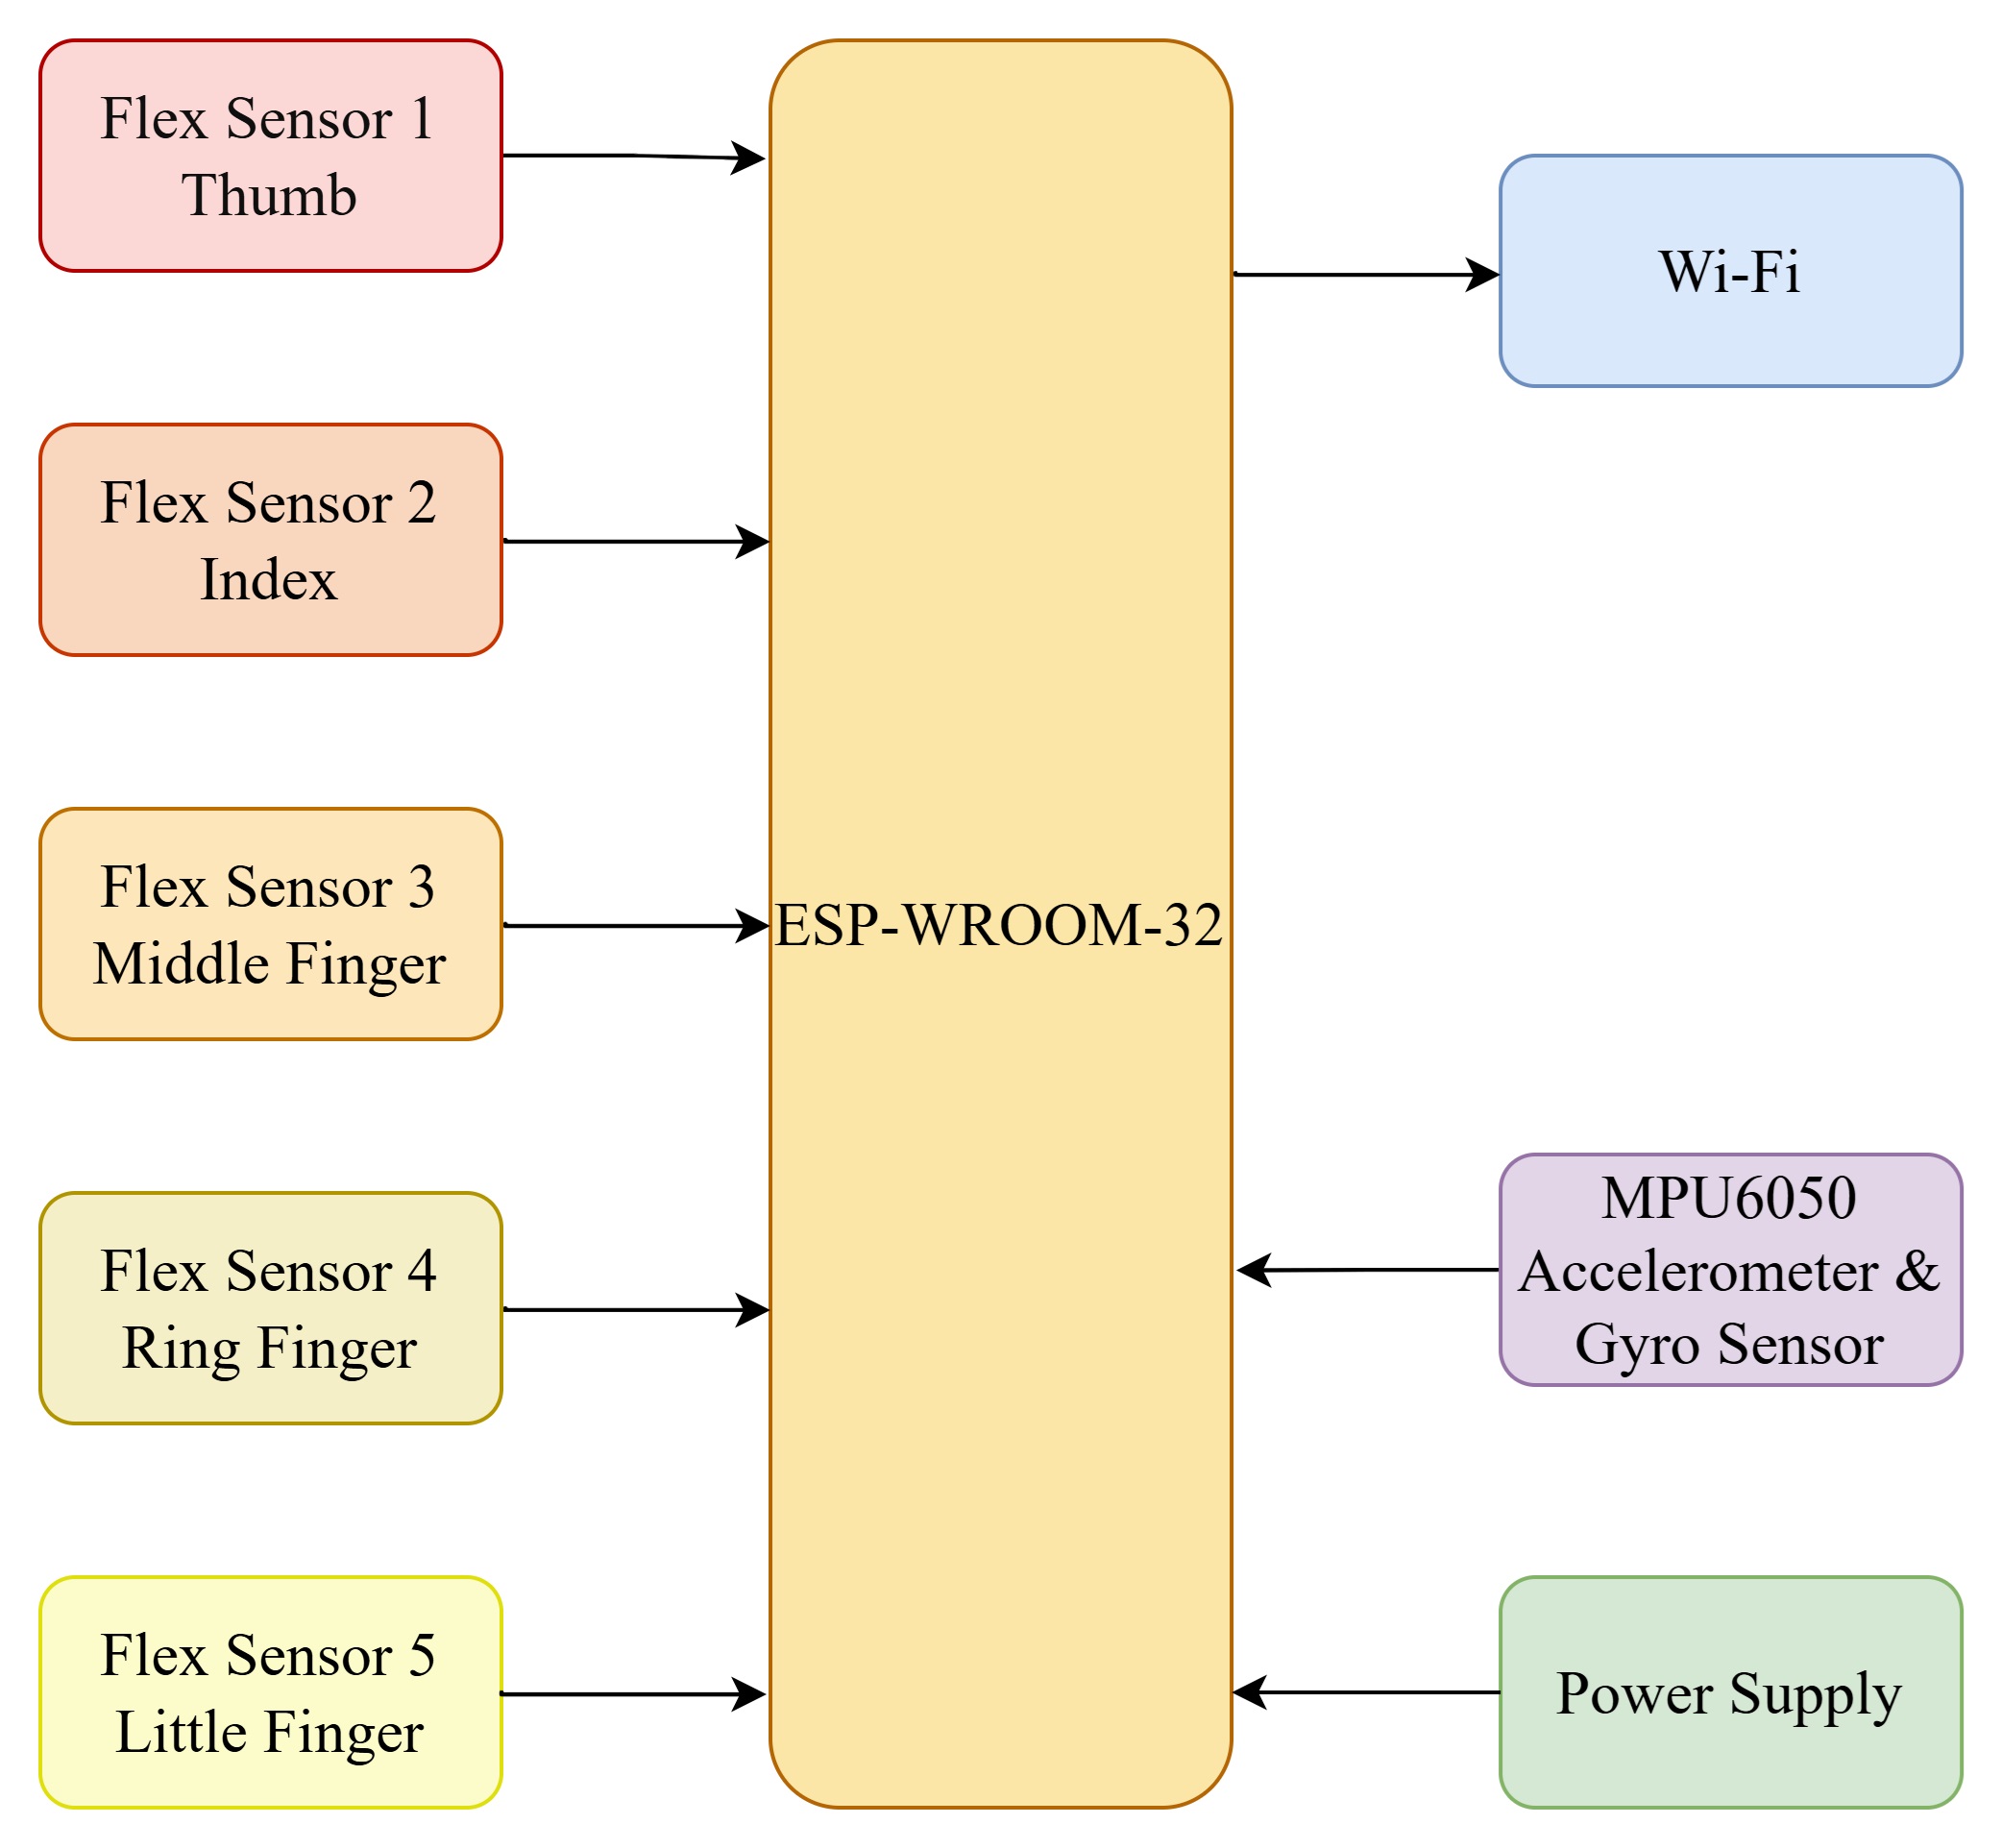 Flex Sensor 1
Thumb
Flex Sensor 2
Index
Flex Sensor 3
Middle Finger
Flex Sensor 4
Ring Finger
Flex Sensor 5
Little Finger
ESP-WROOM-32
Wi-Fi
MPU6050
Accelerometer &
Gyro Sensor
Power Supply